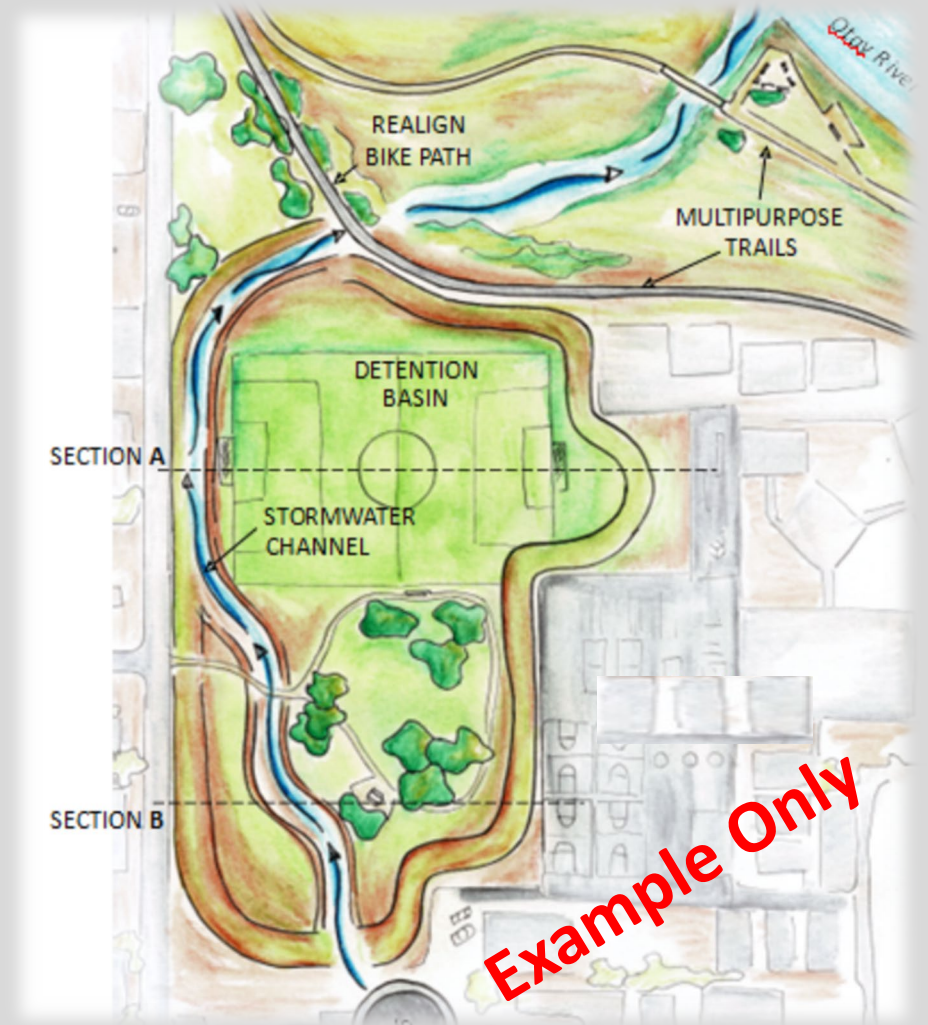 Otay River
REALIGN
BIKE PATH
MULTIPURPOSE
TRAILS
DETENTION
BASIN
SECTION A
STORMWATER
CHANNEL
SECTION B
Example Only